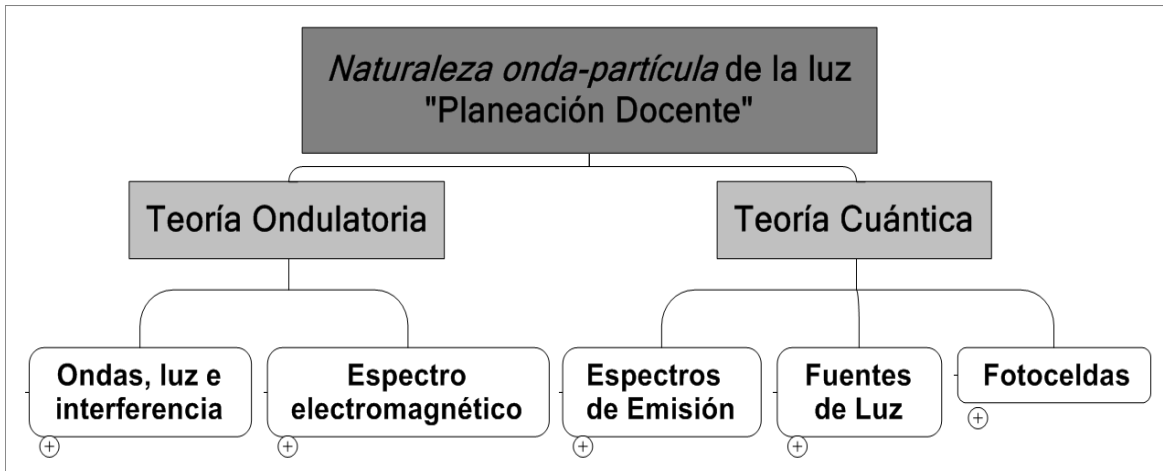 Naturaleza onda-partícula de la luz
"Planeación Docente"
Teoría Ondulatoria
Teoría Cuántica
Ondas, luz e
interferencia
Espectro
electromagnético
Espectros
de Emisión
Fuentes
de Luz
Fotoceldas